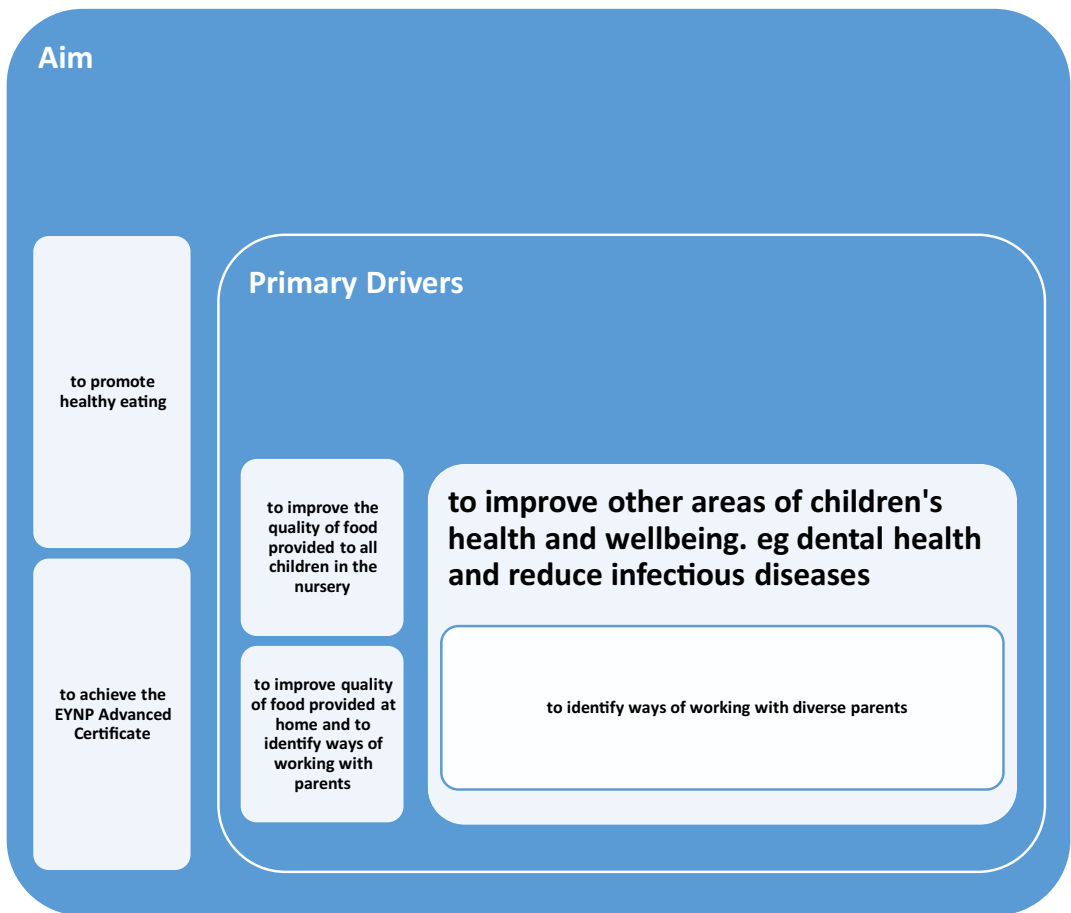 Aim
to promote
healthy eating
to achieve the
EYNP Advanced
Certificate
Primary Drivers
to improve the
quality of food
provided to all
children in the
nursery
to improve quality
of food provided at
home and to
identify ways of
working with
parents
to improve other areas of children's
health and wellbeing. eg dental health
and reduce infectious diseases
to identify ways of working with diverse parents